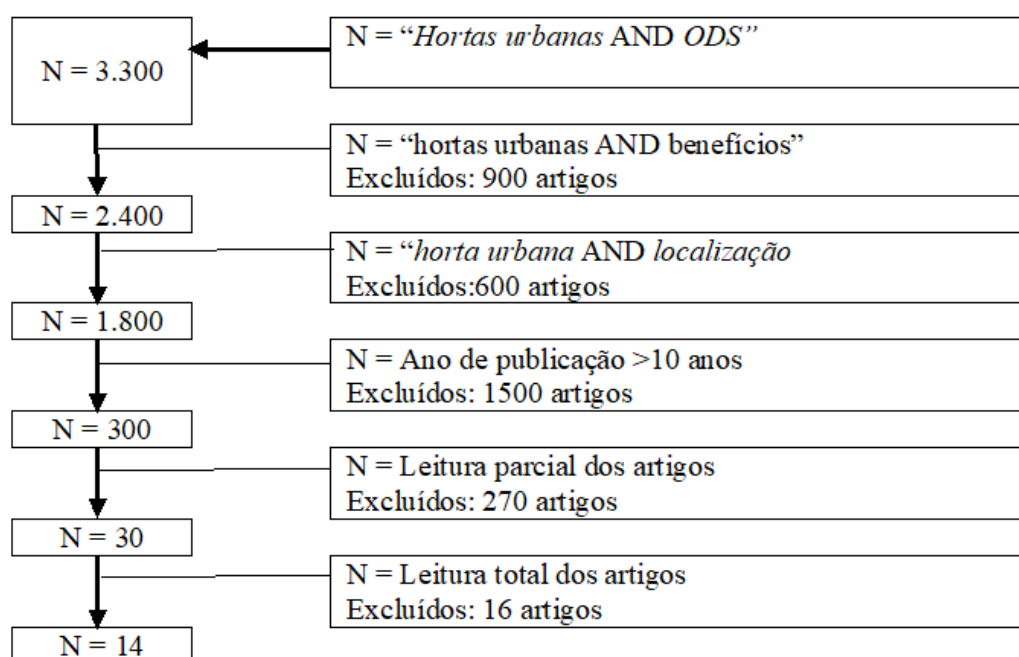 N = 3.300
N = “Hortas urbanas AND ODS”
N = “hortas urbanas AND benefícios”
Excluídos: 900 artigos
N = 2.400
N = “horta urbana AND localização
Excluídos:600 artigos
N = 1.800
N = Ano de publicação >10 anos
Excluídos: 1500 artigos
N = 300
N = Leitura parcial dos artigos
Excluídos: 270 artigos
N = 30
N = Leitura total dos artigos
Excluídos: 16 artigos
N = 14